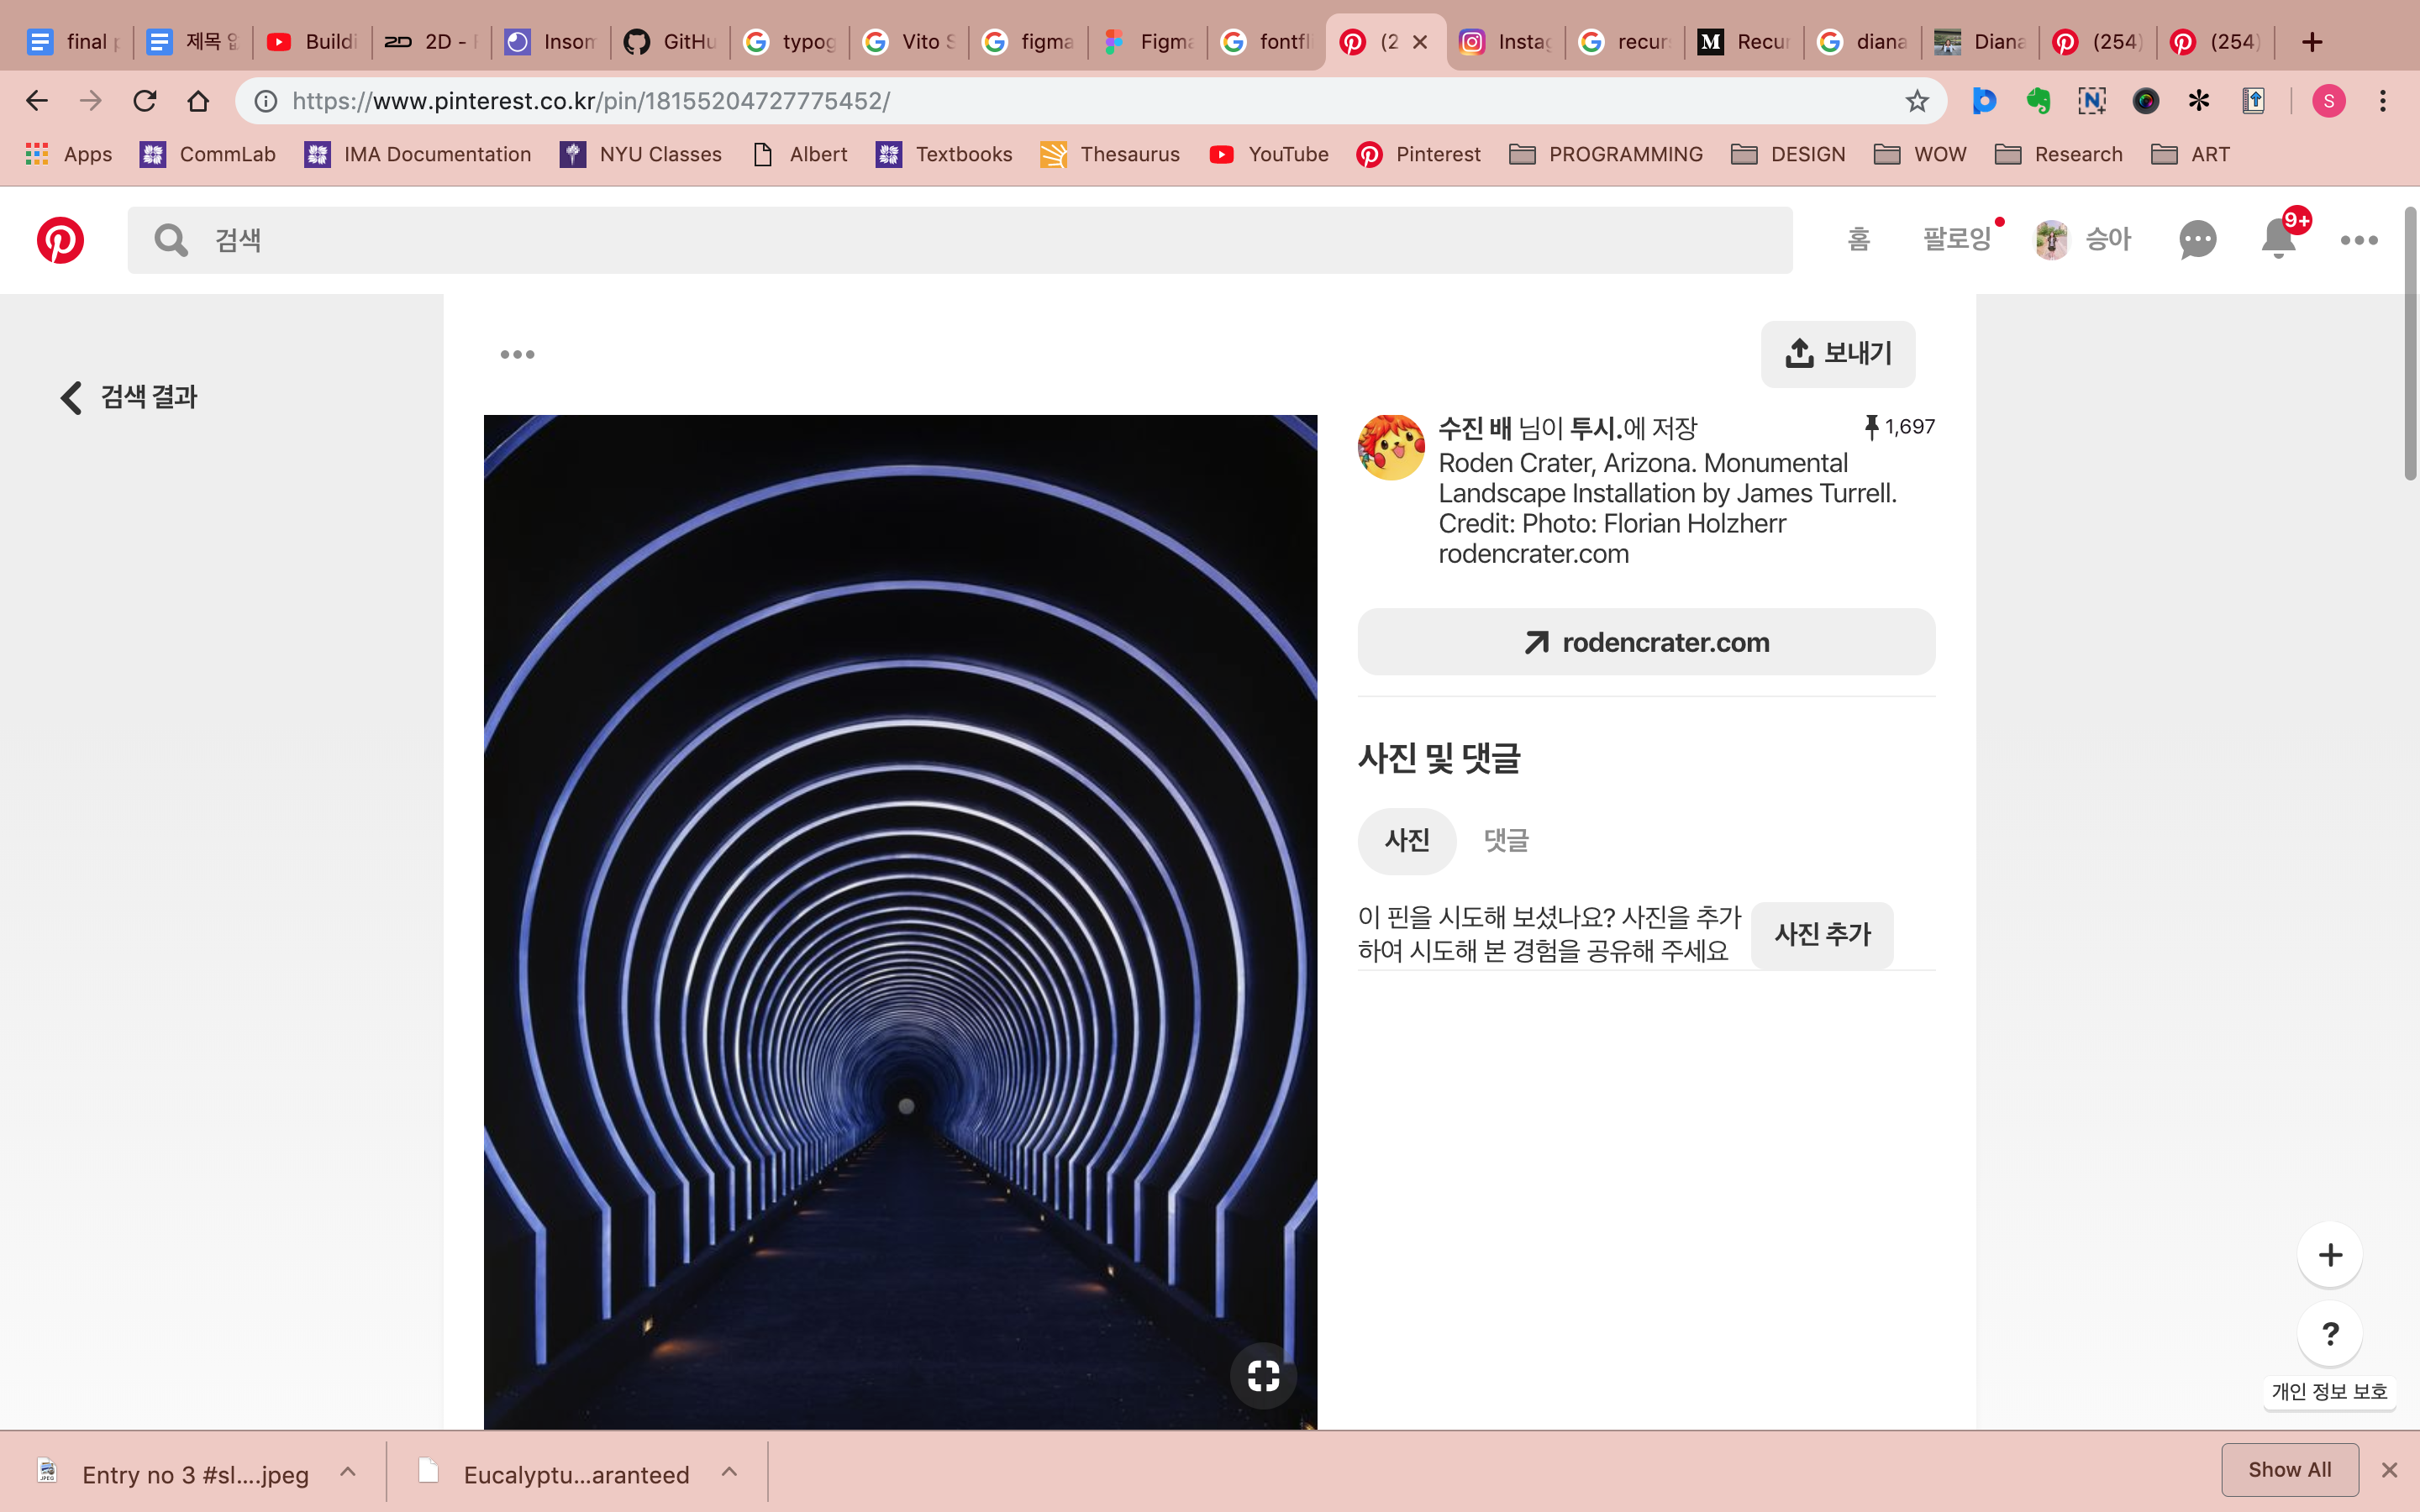 final
제목
Buildi
2D -
Insom
GitHu
typog
Vito S
figma
Figma
fontfli
(2
Instag
recur
Recur
diana
Diana
(254)
(254)
https://www.pinterest.co.kr/pin/18155204727775452/
S
Apps
CommLab
IMA Documentation
NYU Classes
Albert
Textbooks
Thesaurus
YouTube
Pinterest
PROGRAMMING
DESIGN
WOW
Research
ART
검색
홈
팔로잉
승아
9+
검색 결과
보내기
수진 배 님이 투시.에 저장
1,697
Roden Crater, Arizona. Monumental
Landscape Installation by James Turrell.
Credit: Photo: Florian Holzherr
rodencrater.com
rodencrater.com
사진 및 댓글
사진
댓글
이 핀을 시도해 보셨나요? 사진을 추가
하여 시도해 본 경험을 공유해 주세요
사진 추가
?
개인 정보 보호
Entry no 3 #sl....jpeg
Eucalyptu...aranteed
Show All